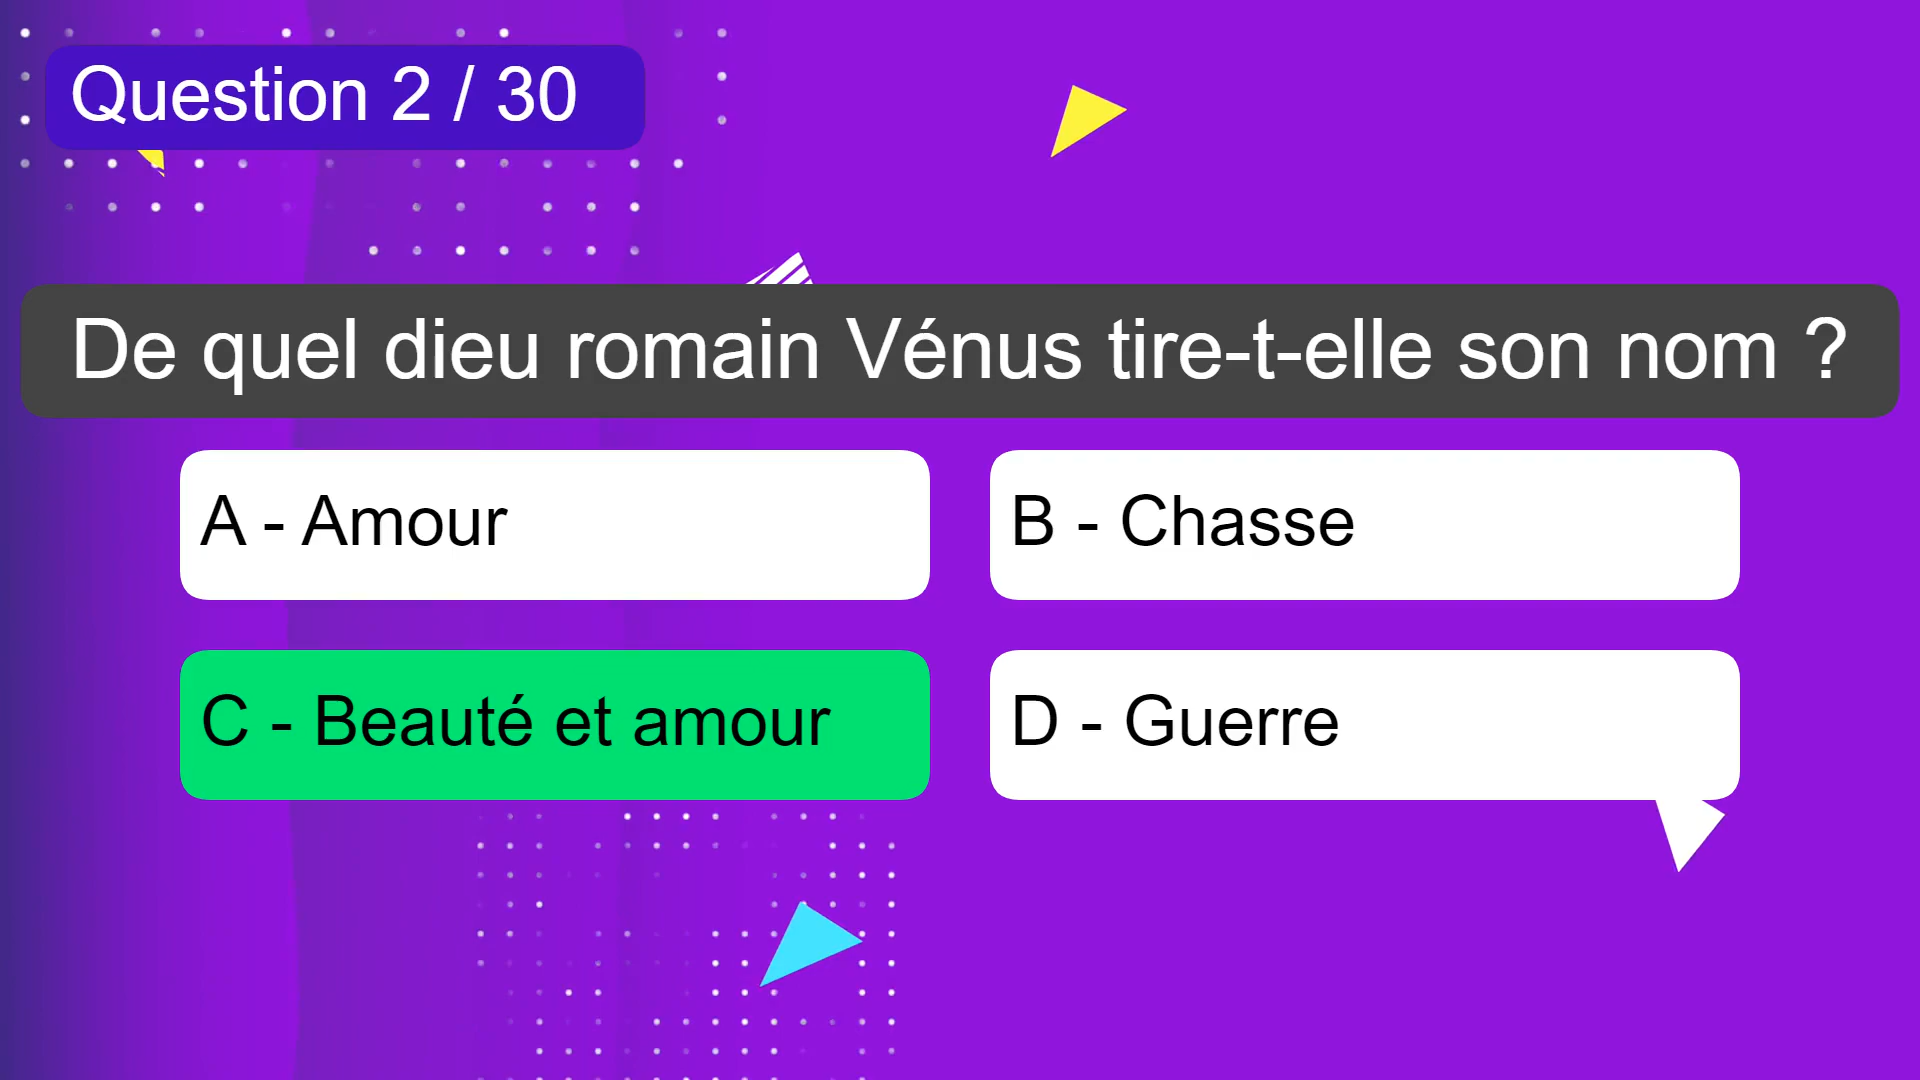 Question 2 / 30
De quel dieu romain Vénus tire-t-elle son nom ?
A - Amour
B - Chasse
C - Beauté et amour
D - Guerre